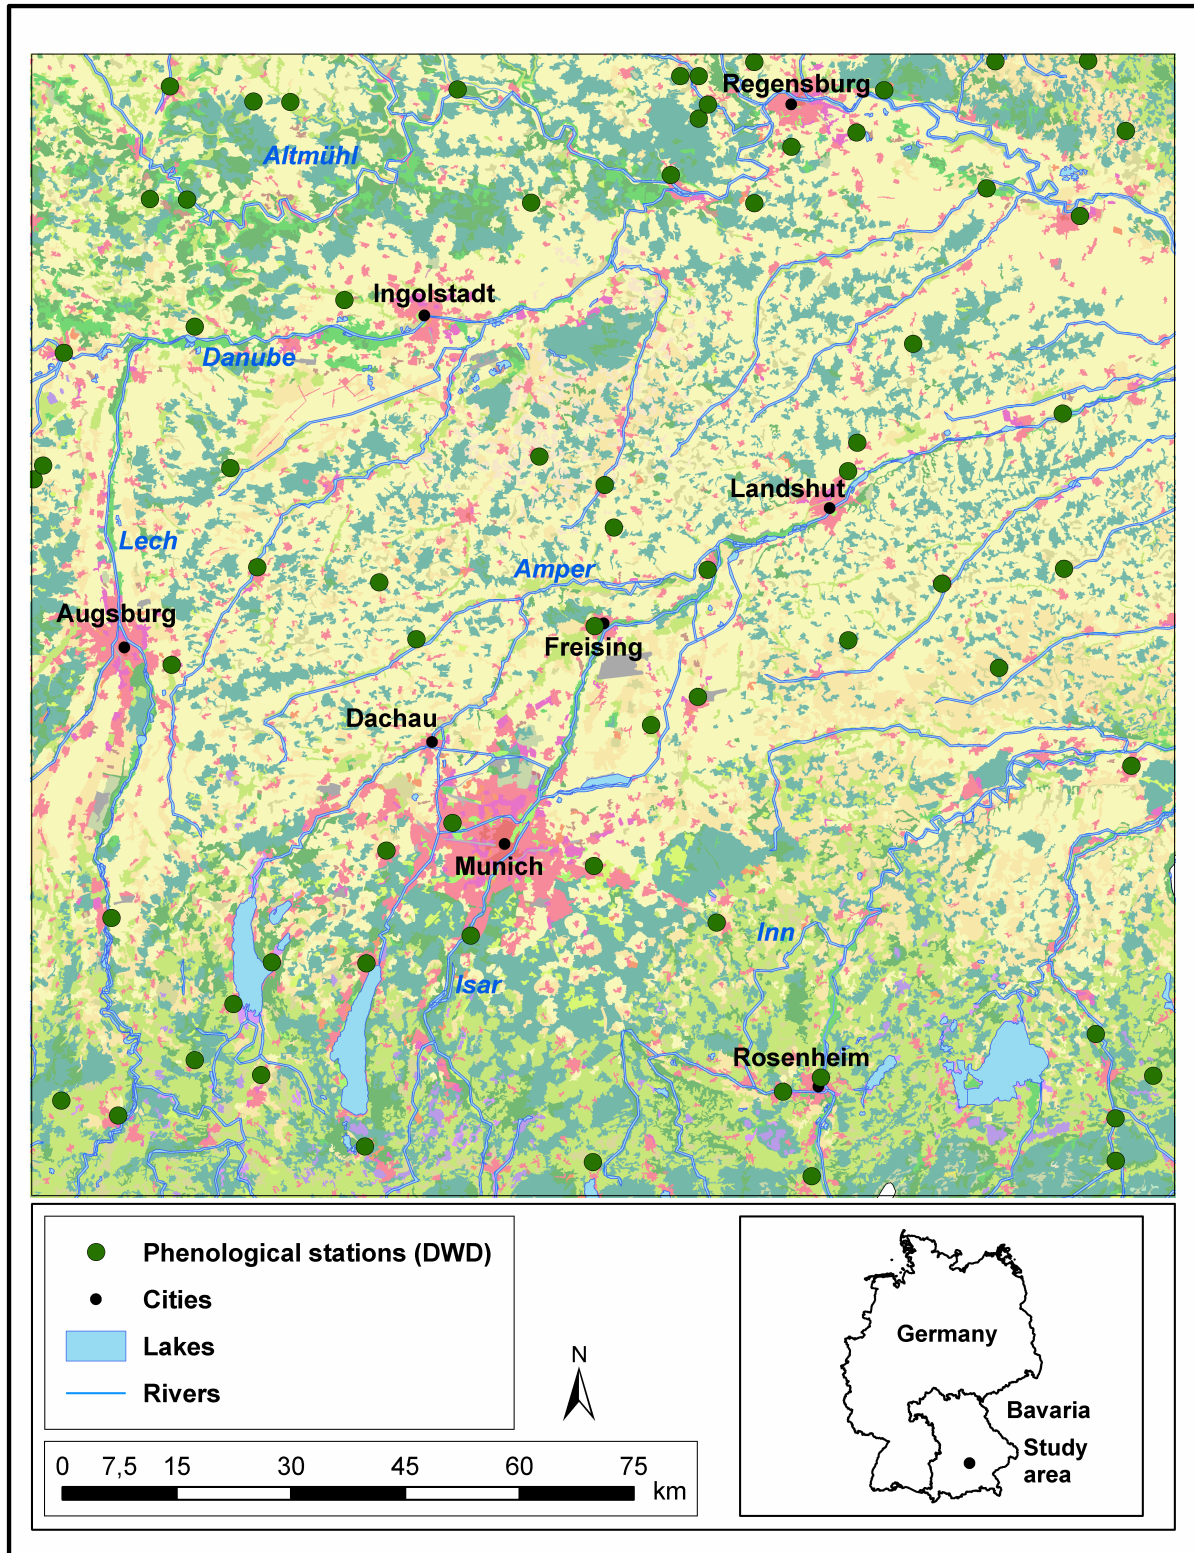 Regensburg
Altmühl
Ingolstadt
Danube
Landshut
Lech
Amper
Augsburg
Freising
Dachau
Munich
Inn
Isar
Rosenheim
Phenological stations (DWD)
Cities
Lakes
Rivers
N
0 7,5 15 30 45 60 75
km
Germany
Bavaria
Study
area